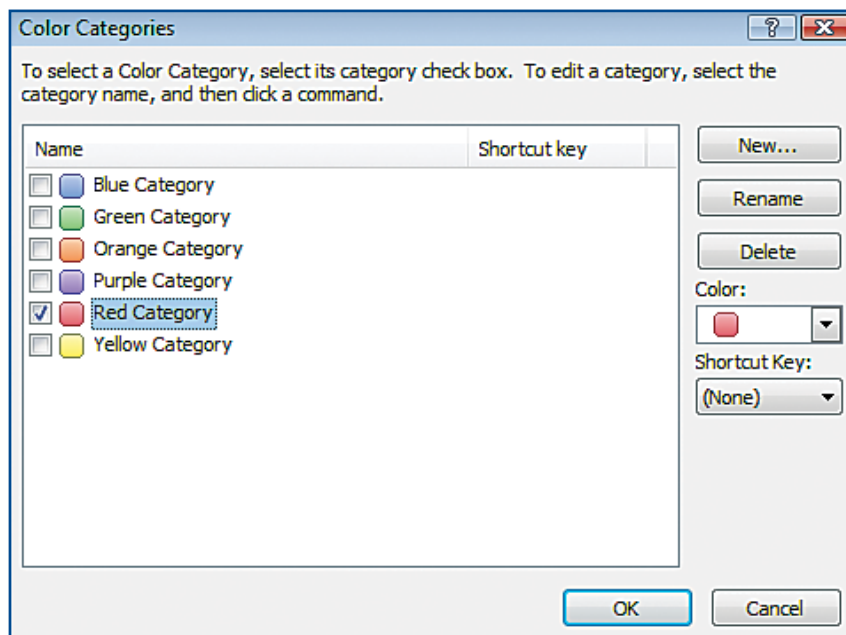 Color Categories
To select a Color Category, select its category check box. To edit a category, select the
category name, and then click a command.
Name Shortcut key
New...
Blue Category
Green Category
Rename
Orange Category
Delete
Purple Category
Color:
Red Category
Yellow Category
Shortcut Key:
(None)
OK Cancel